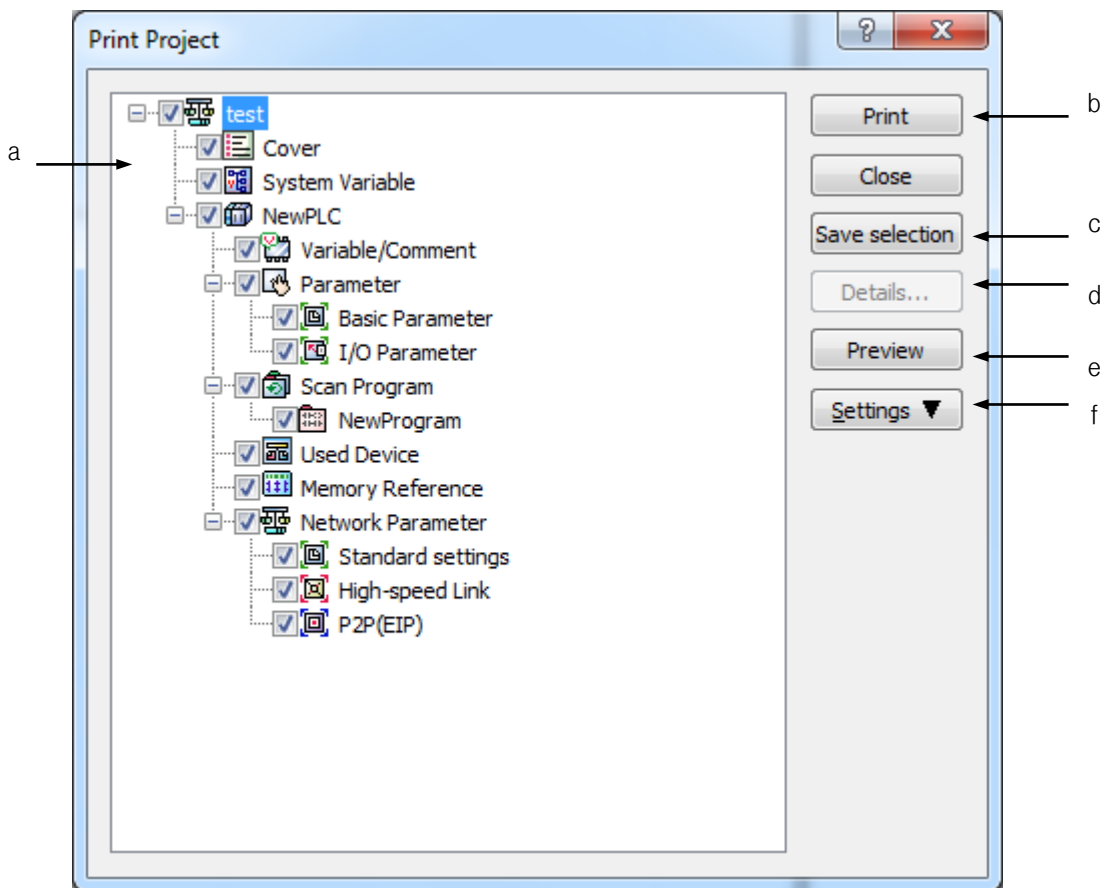 Print Project
test
Cover
System Variable
NewPLC
Variable/Comment
Parameter
Basic Parameter
I/O Parameter
Scan Program
NewProgram
Used Device
Memory Reference
Network Parameter
Standard settings
High-speed Link
P2P(EIP)
Print
Close
Save selection
Details...
Preview
Settings ▼
a
b
c
d
e
f